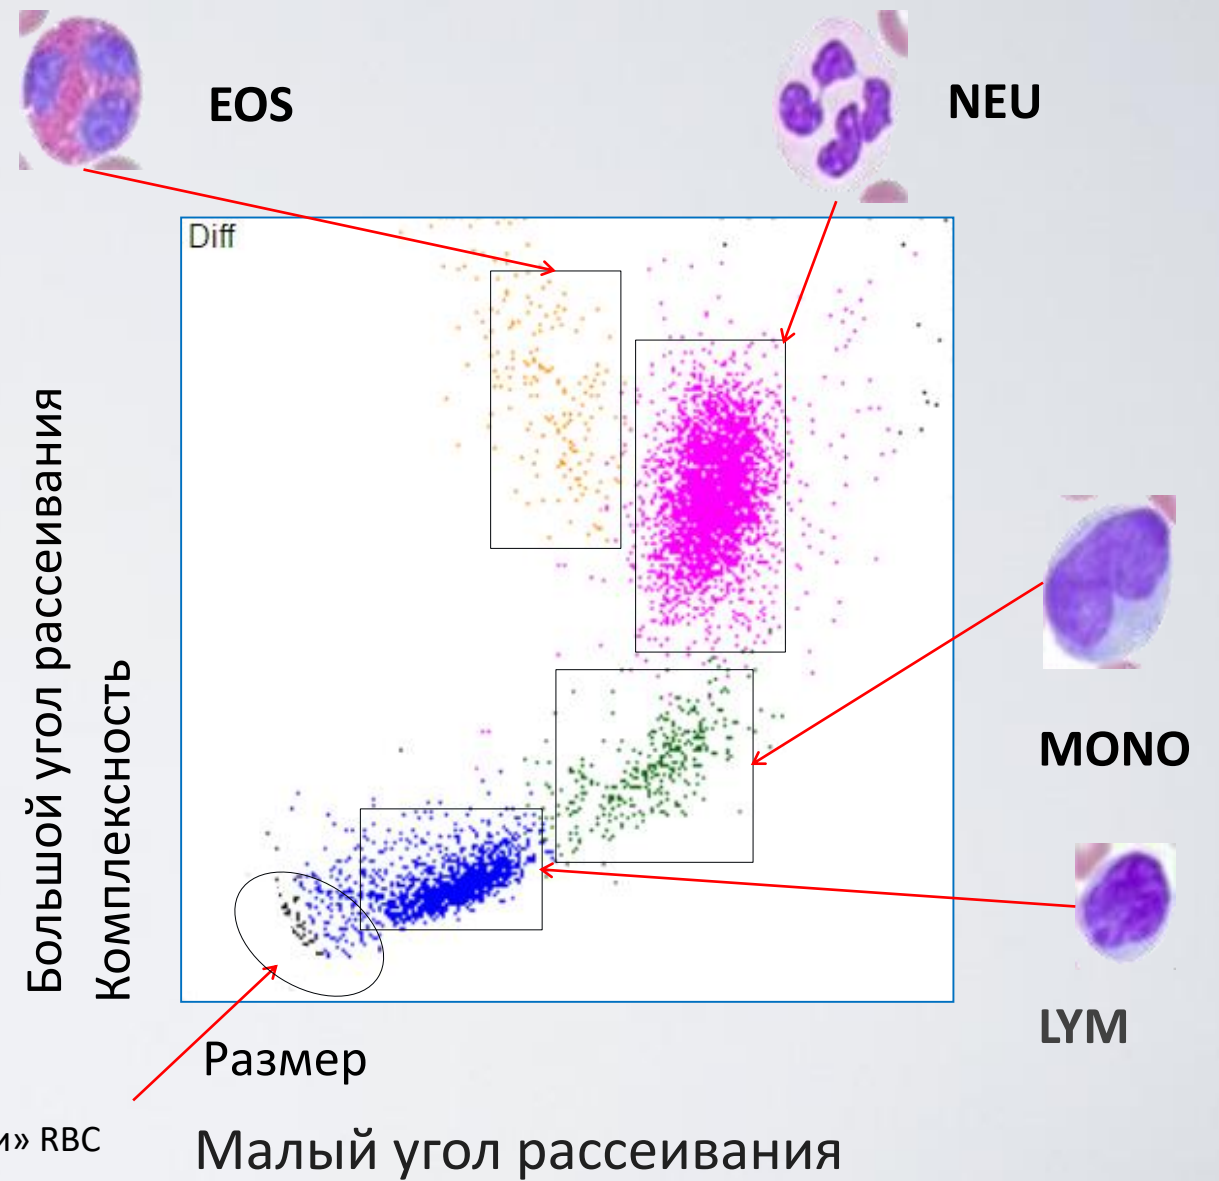 EOS
NEU
Diff
Большой угол рассеивания
Комплексность
MONO
LYM
Размер
RBC
Малый угол рассеивания